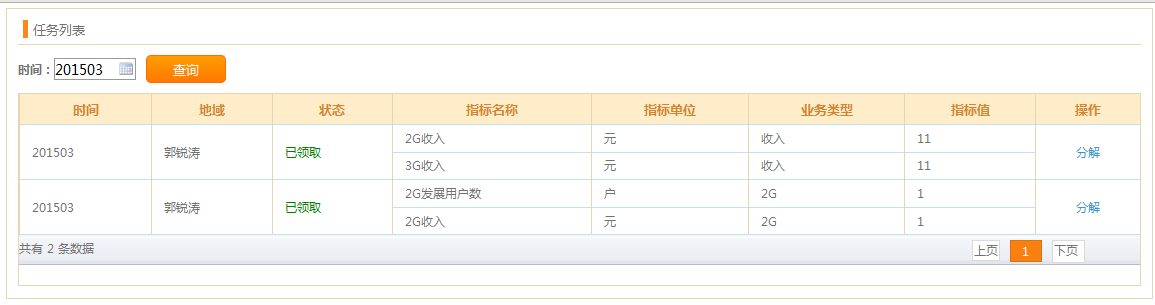 任务列表
时间：201503 查询
时间 地域 状态 指标名称 指标单位 业务类型 指标值 操作
201503 郭锐涛 已领取 2G收入 元 收入 11 分解
3G收入 元 收入 11
201503 郭锐涛 已领取 2G发展用户数 户 2G 1 分解
2G收入 元 2G 1
共有 2 条数据 上页 1 下页